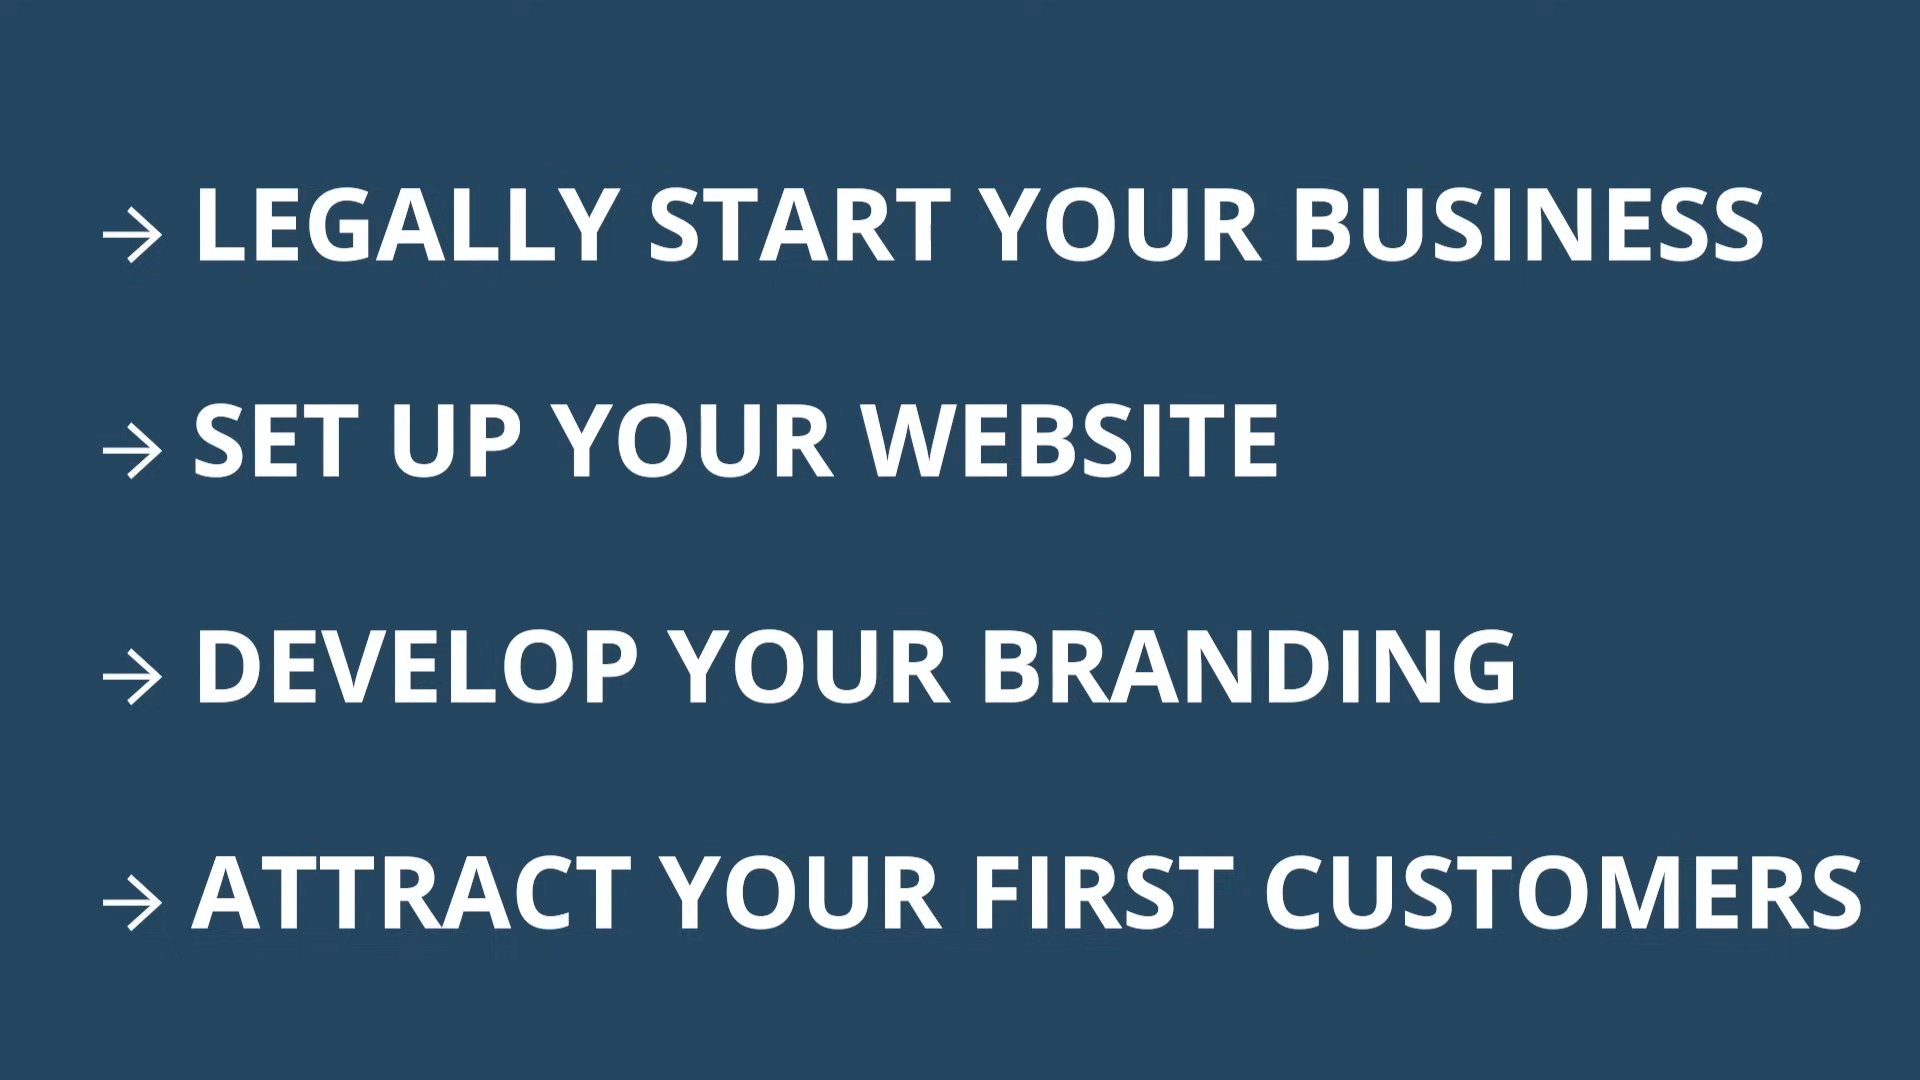 → LEGALLY START YOUR BUSINESS
→ SET UP YOUR WEBSITE
→ DEVELOP YOUR BRANDING
→ ATTRACT YOUR FIRST CUSTOMERS